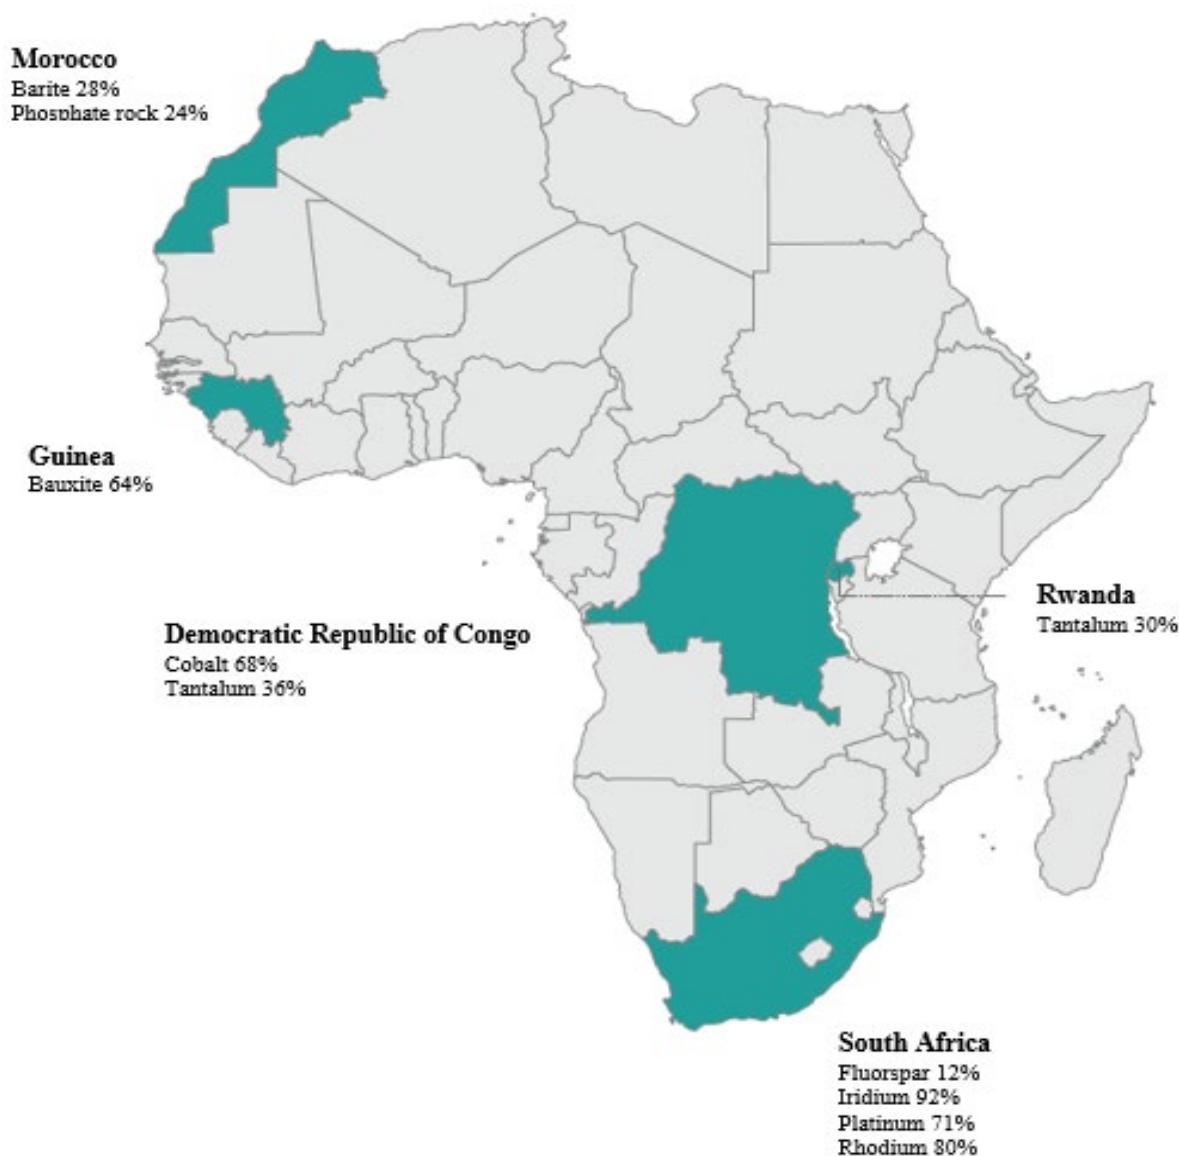 Morocco
Barite 28%
Phosphate rock 24%
Guinea
Bauxite 64%
Democratic Republic of Congo
Cobalt 68%
Tantalum 36%
Rwanda
Tantalum 30%
South Africa
Fluorspar 12%
Iridium 92%
Platinum 71%
Rhodium 80%